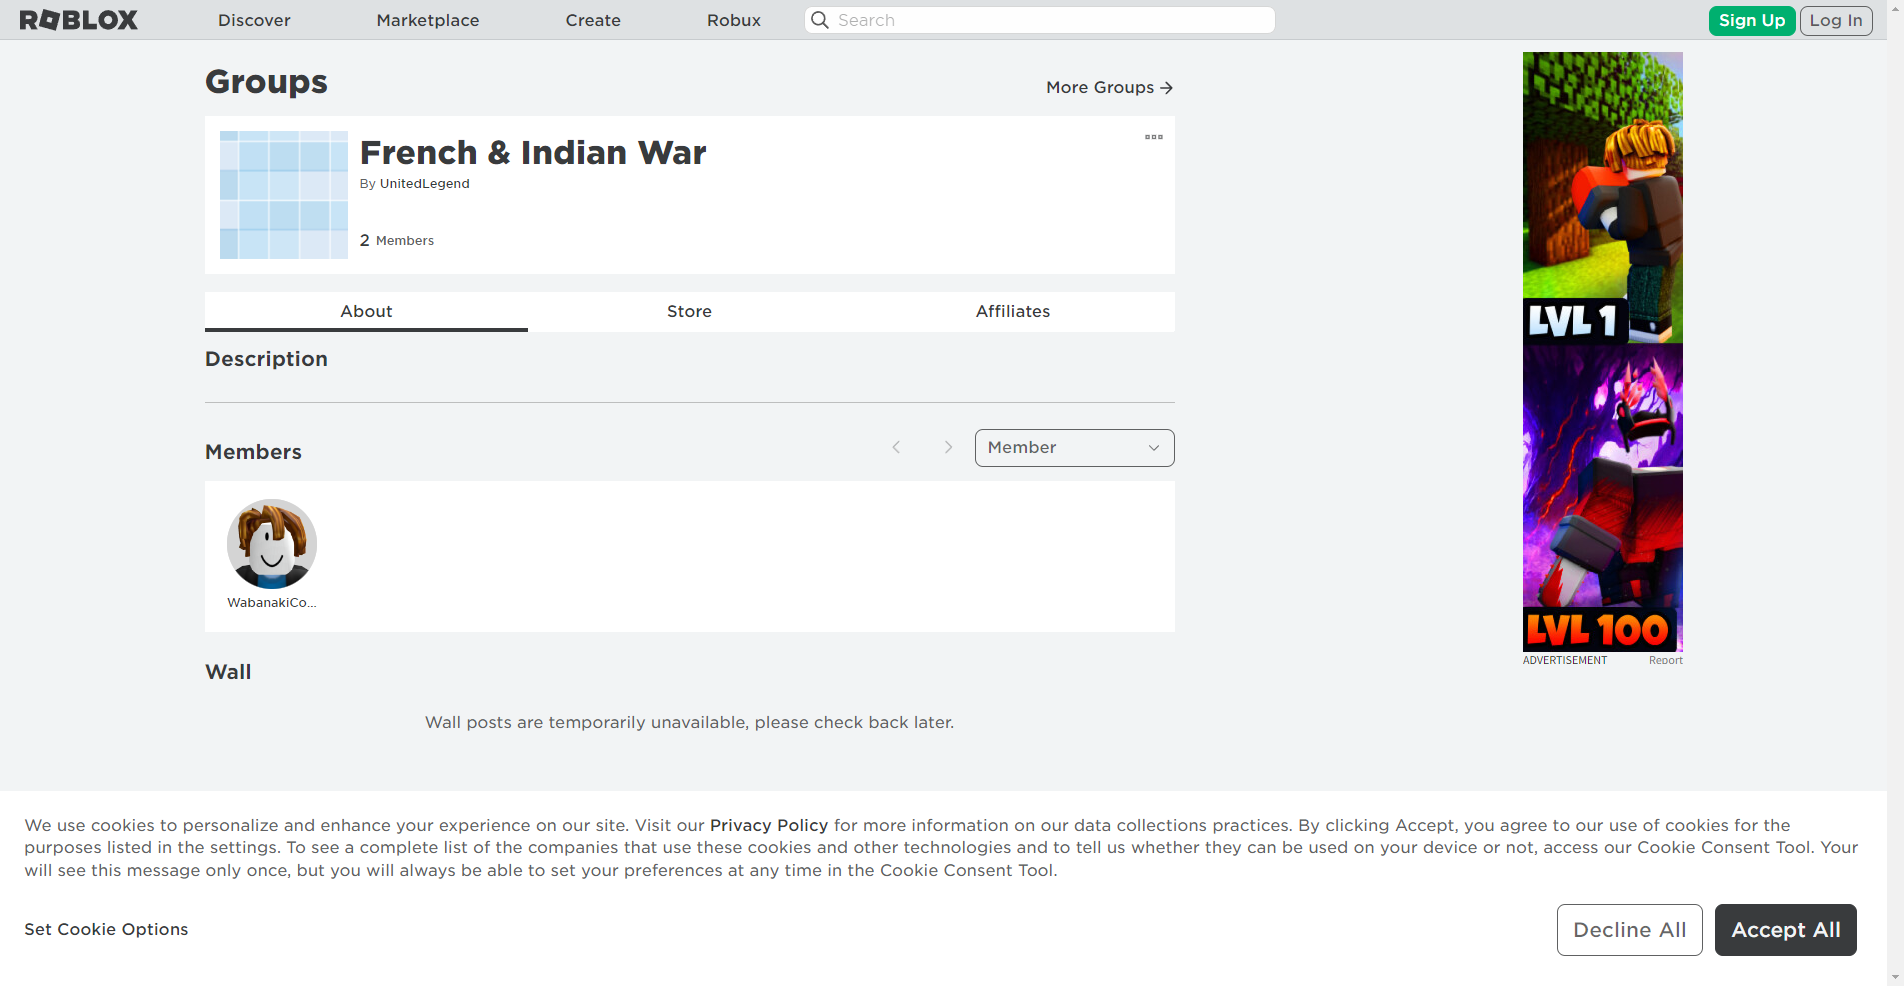 ROBLOX
Discover
Marketplace
Create
Robux
Search
Sign Up
Log In
Groups
More Groups
French & Indian War
By UnitedLegend
2 Members
About
Store
Affiliates
Description
Members
Member
WabanakiCo...
Wall
Wall posts are temporarily unavailable, please check back later.
LVL 1
LVL 100
ADVERTISEMENT
Report
We use cookies to personalize and enhance your experience on our site. Visit our Privacy Policy for more information on our data collections practices. By clicking Accept, you agree to our use of cookies for the
purposes listed in the settings. To see a complete list of the companies that use these cookies and other technologies and to tell us whether they can be used on your device or not, access our Cookie Consent Tool. Your
will see this message only once, but you will always be able to set your preferences at any time in the Cookie Consent Tool.
Set Cookie Options
Decline All
Accept All